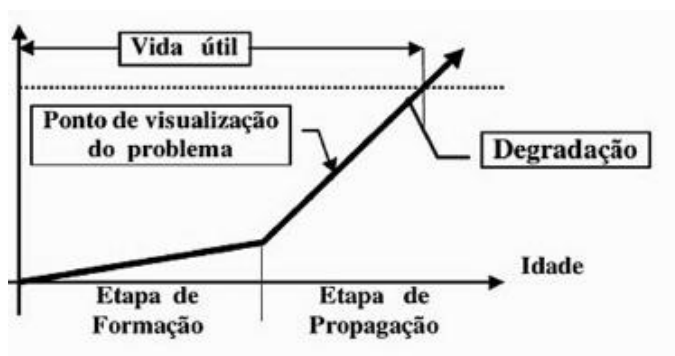 Vida útil
Ponto de visualização
do problema
Degradação
Idade
Etapa de
Formação
Etapa de
Propagação